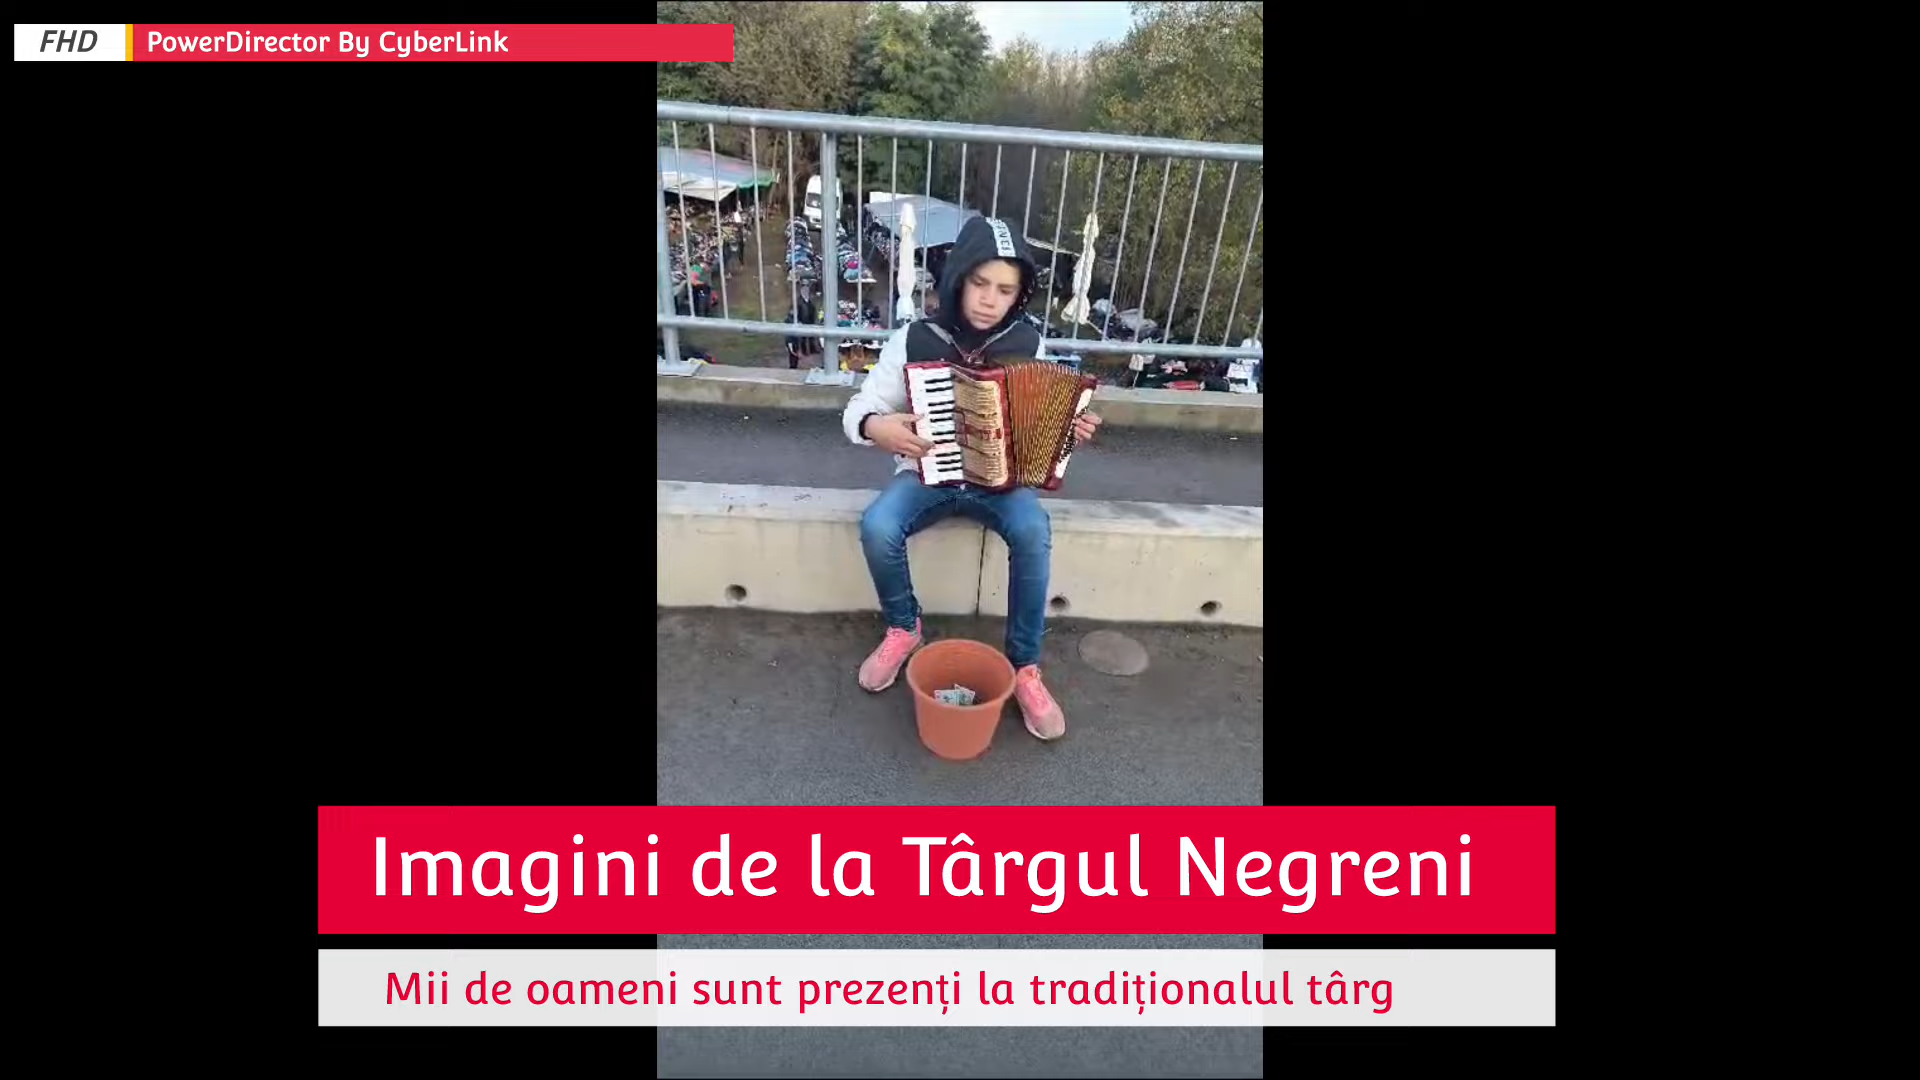 FHD
PowerDirector By CyberLink
Imagini de la Târgul Negreni
Mii de oameni sunt prezenți la tradiționalul târg